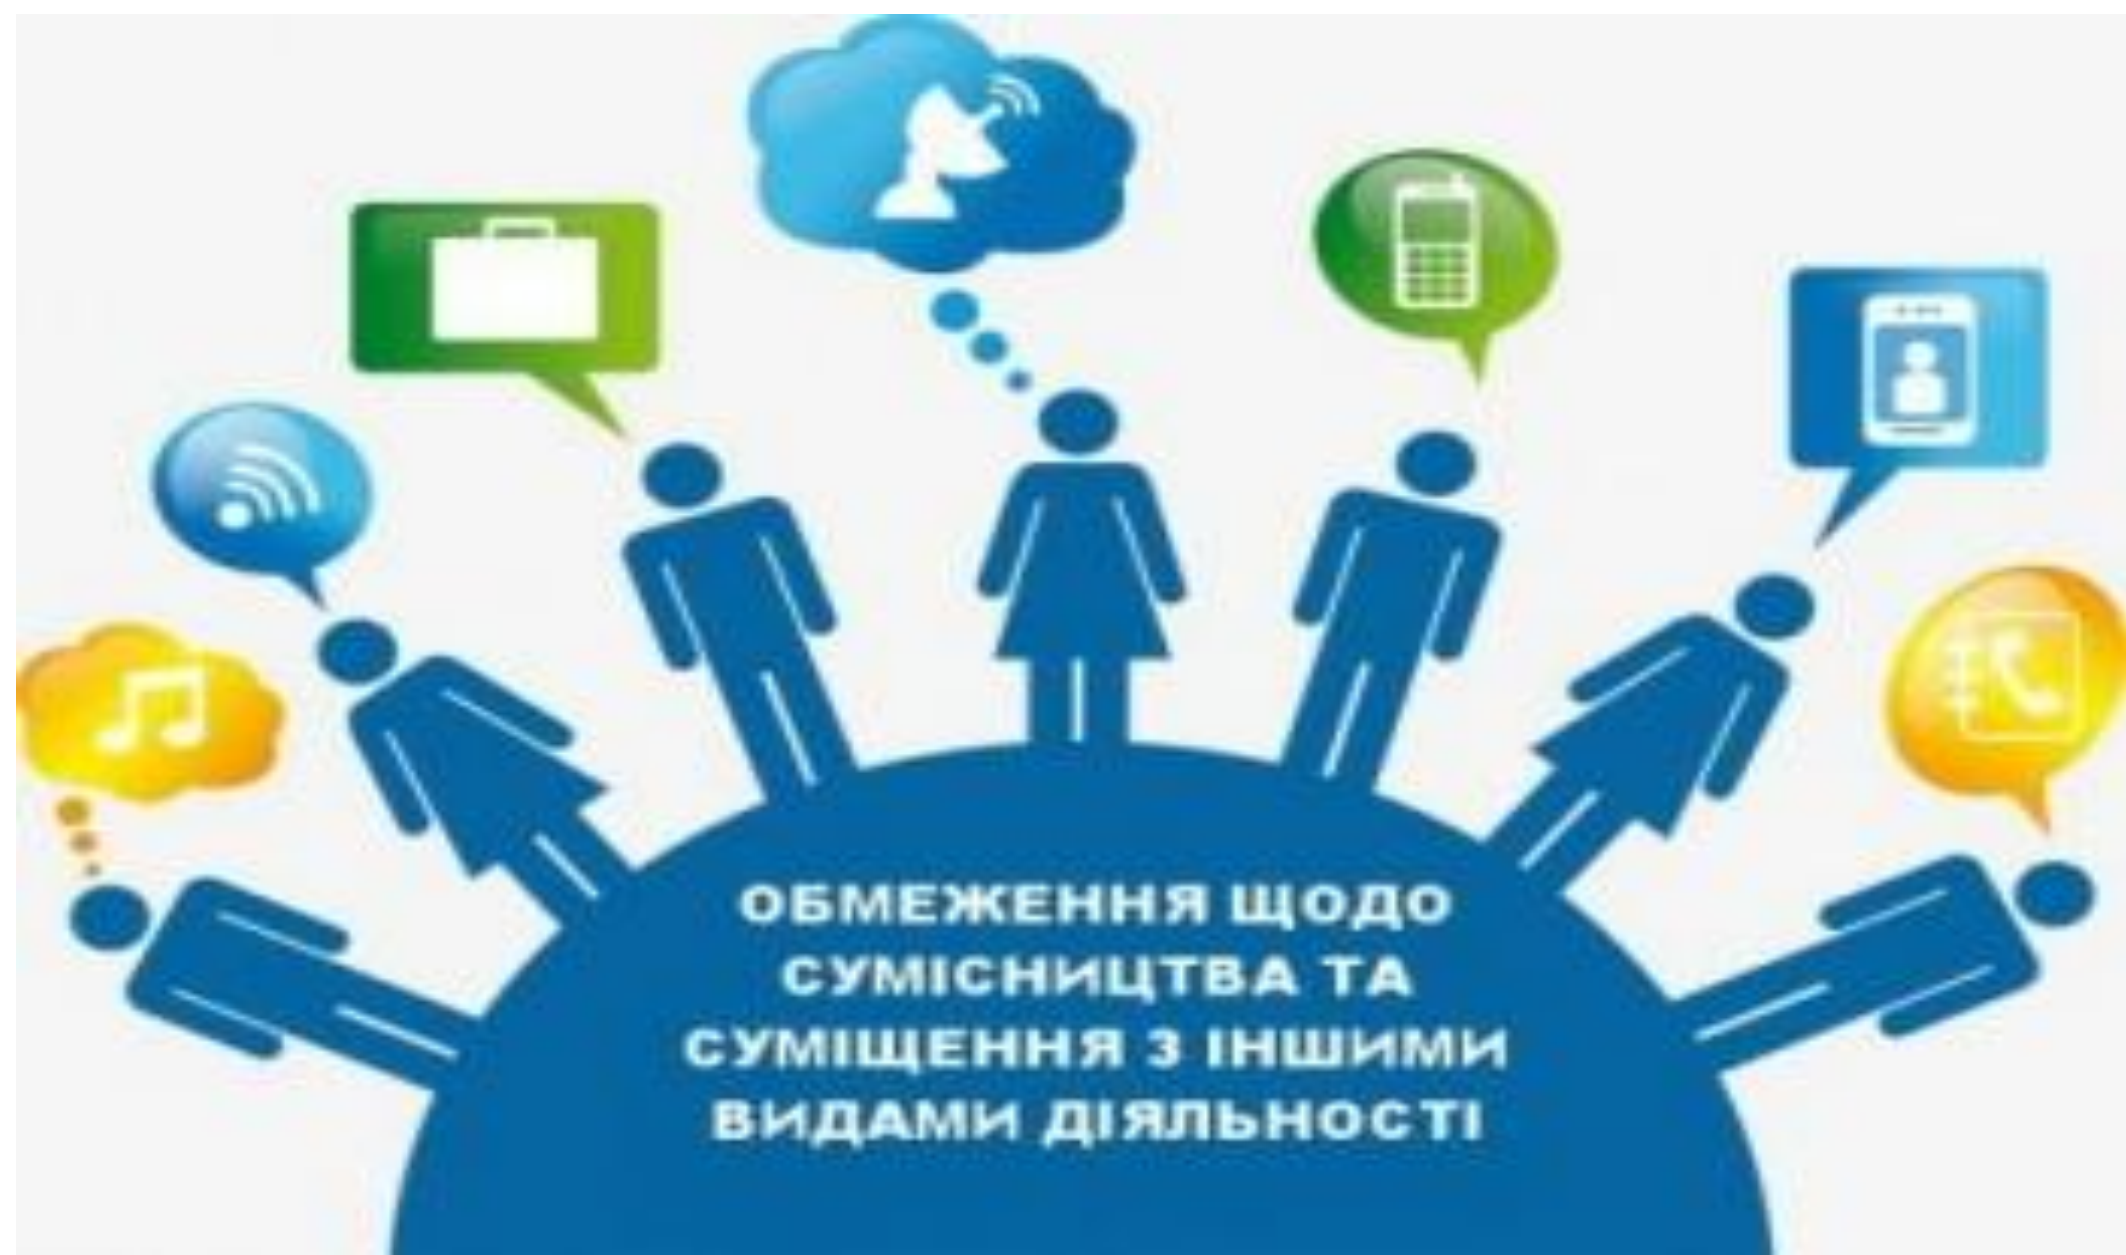 ОБМЕЖЕННЯ ЩОДО
СУМІСНИЦТВА ТА
СУМІЩЕННЯ З ІНШИМИ
ВИДАМИ ДІЯЛЬНОСТІ